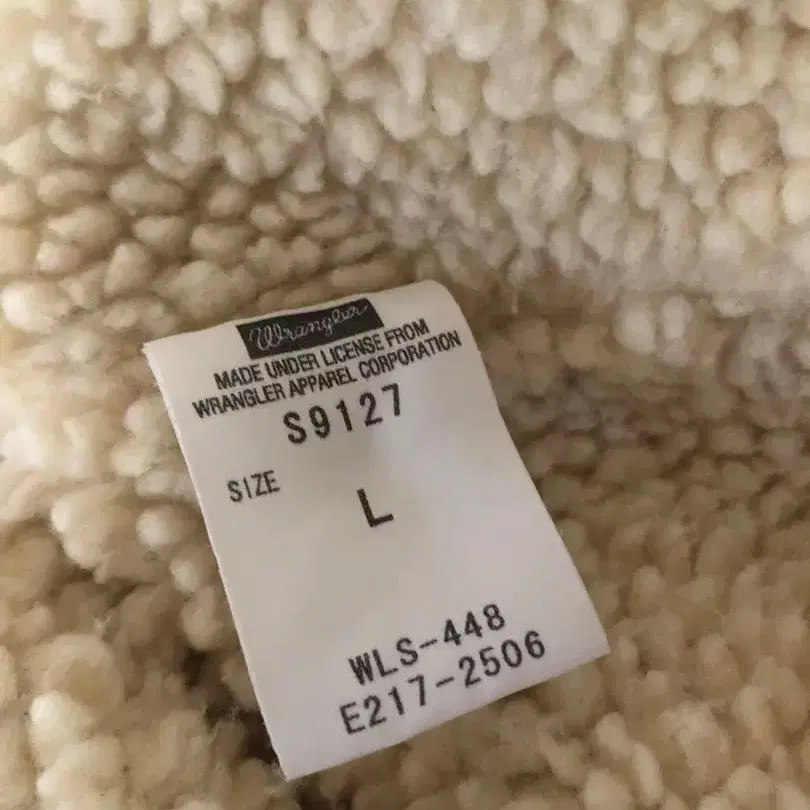 Wrangler
MADE UNDER LICENSE FROM
WRANGLER APPAREL CORPORATION
S9127
SIZE
L
WLS-448
E217-2506